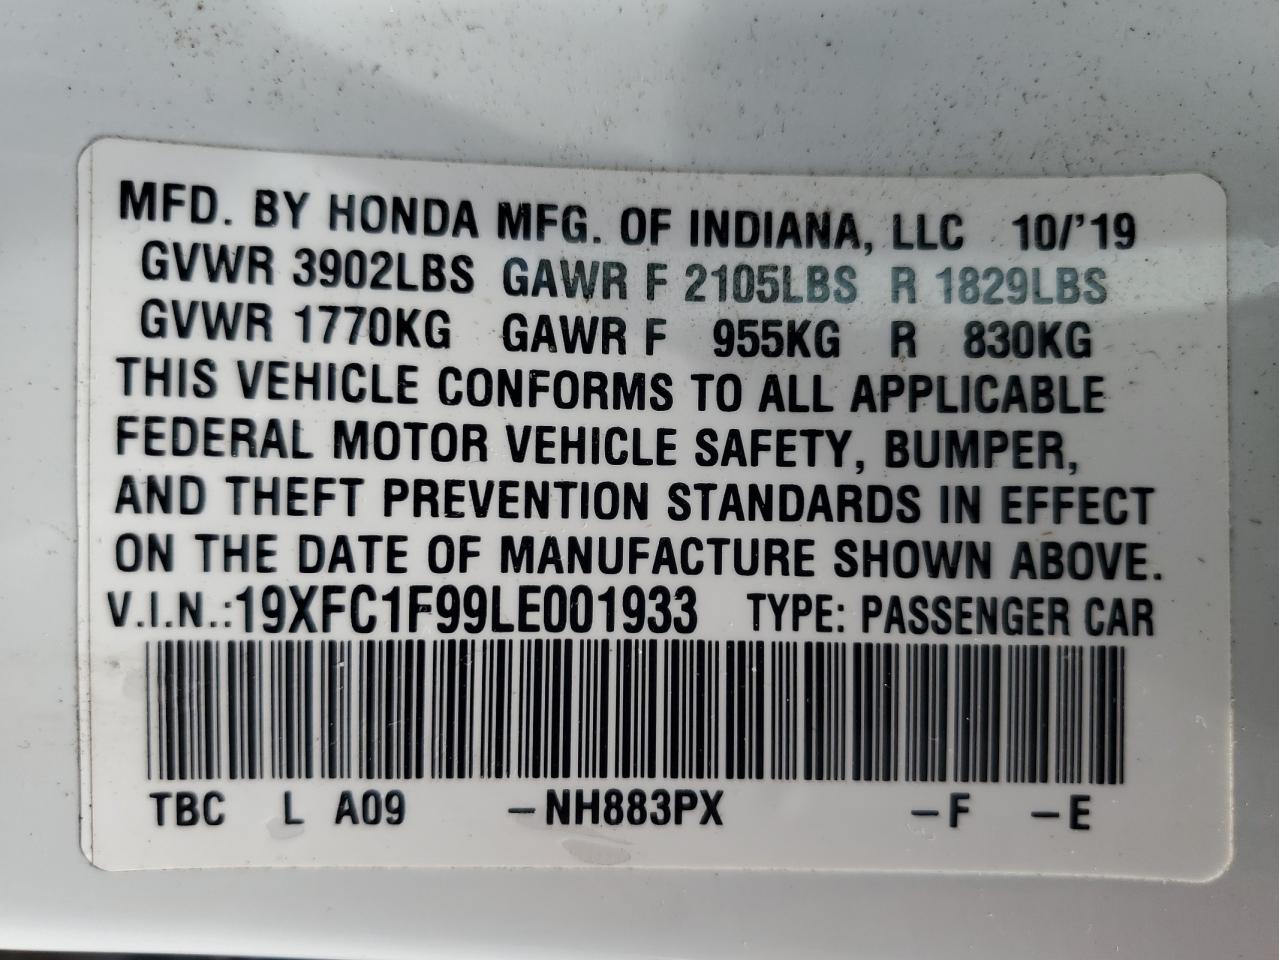 MFD. BY HONDA MFG. OF INDIANA, LLC 10/'19
GVWR 3902LBS GAWR F 2105LBS R 1829LBS
GVWR 1770KG GAWR F 955KG R 830KG
THIS VEHICLE CONFORMS TO ALL APPLICABLE
FEDERAL MOTOR VEHICLE SAFETY, BUMPER,
AND THEFT PREVENTION STANDARDS IN EFFECT
ON THE DATE OF MANUFACTURE SHOWN ABOVE.
V.I.N.:19XFC1F99LE001933 TYPE: PASSENGER CAR
TBC L A09 –NH883PX –F –E